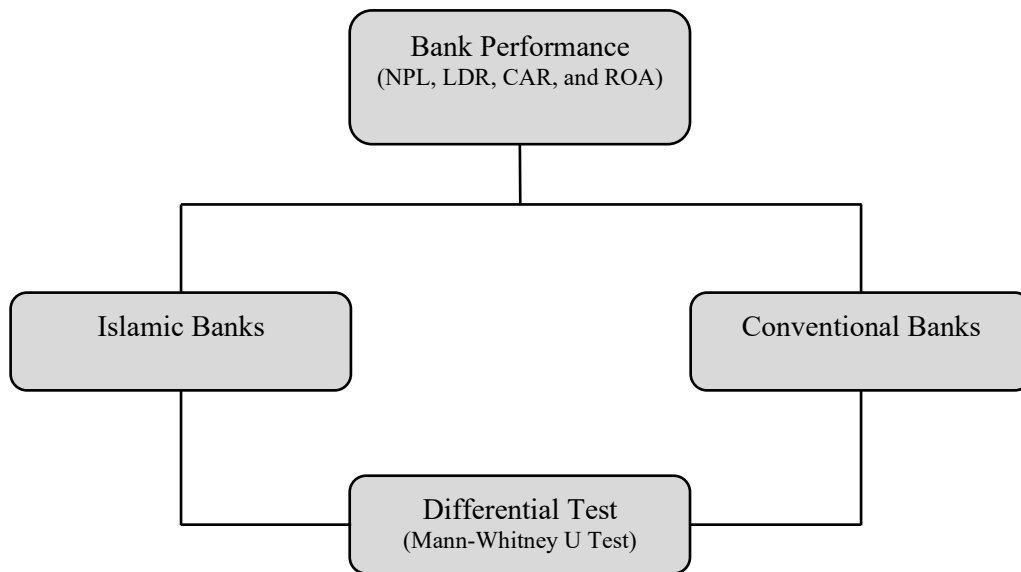 Bank Performance
(NPL, LDR, CAR, and ROA)
Islamic Banks
Conventional Banks
Differential Test
(Mann-Whitney U Test)